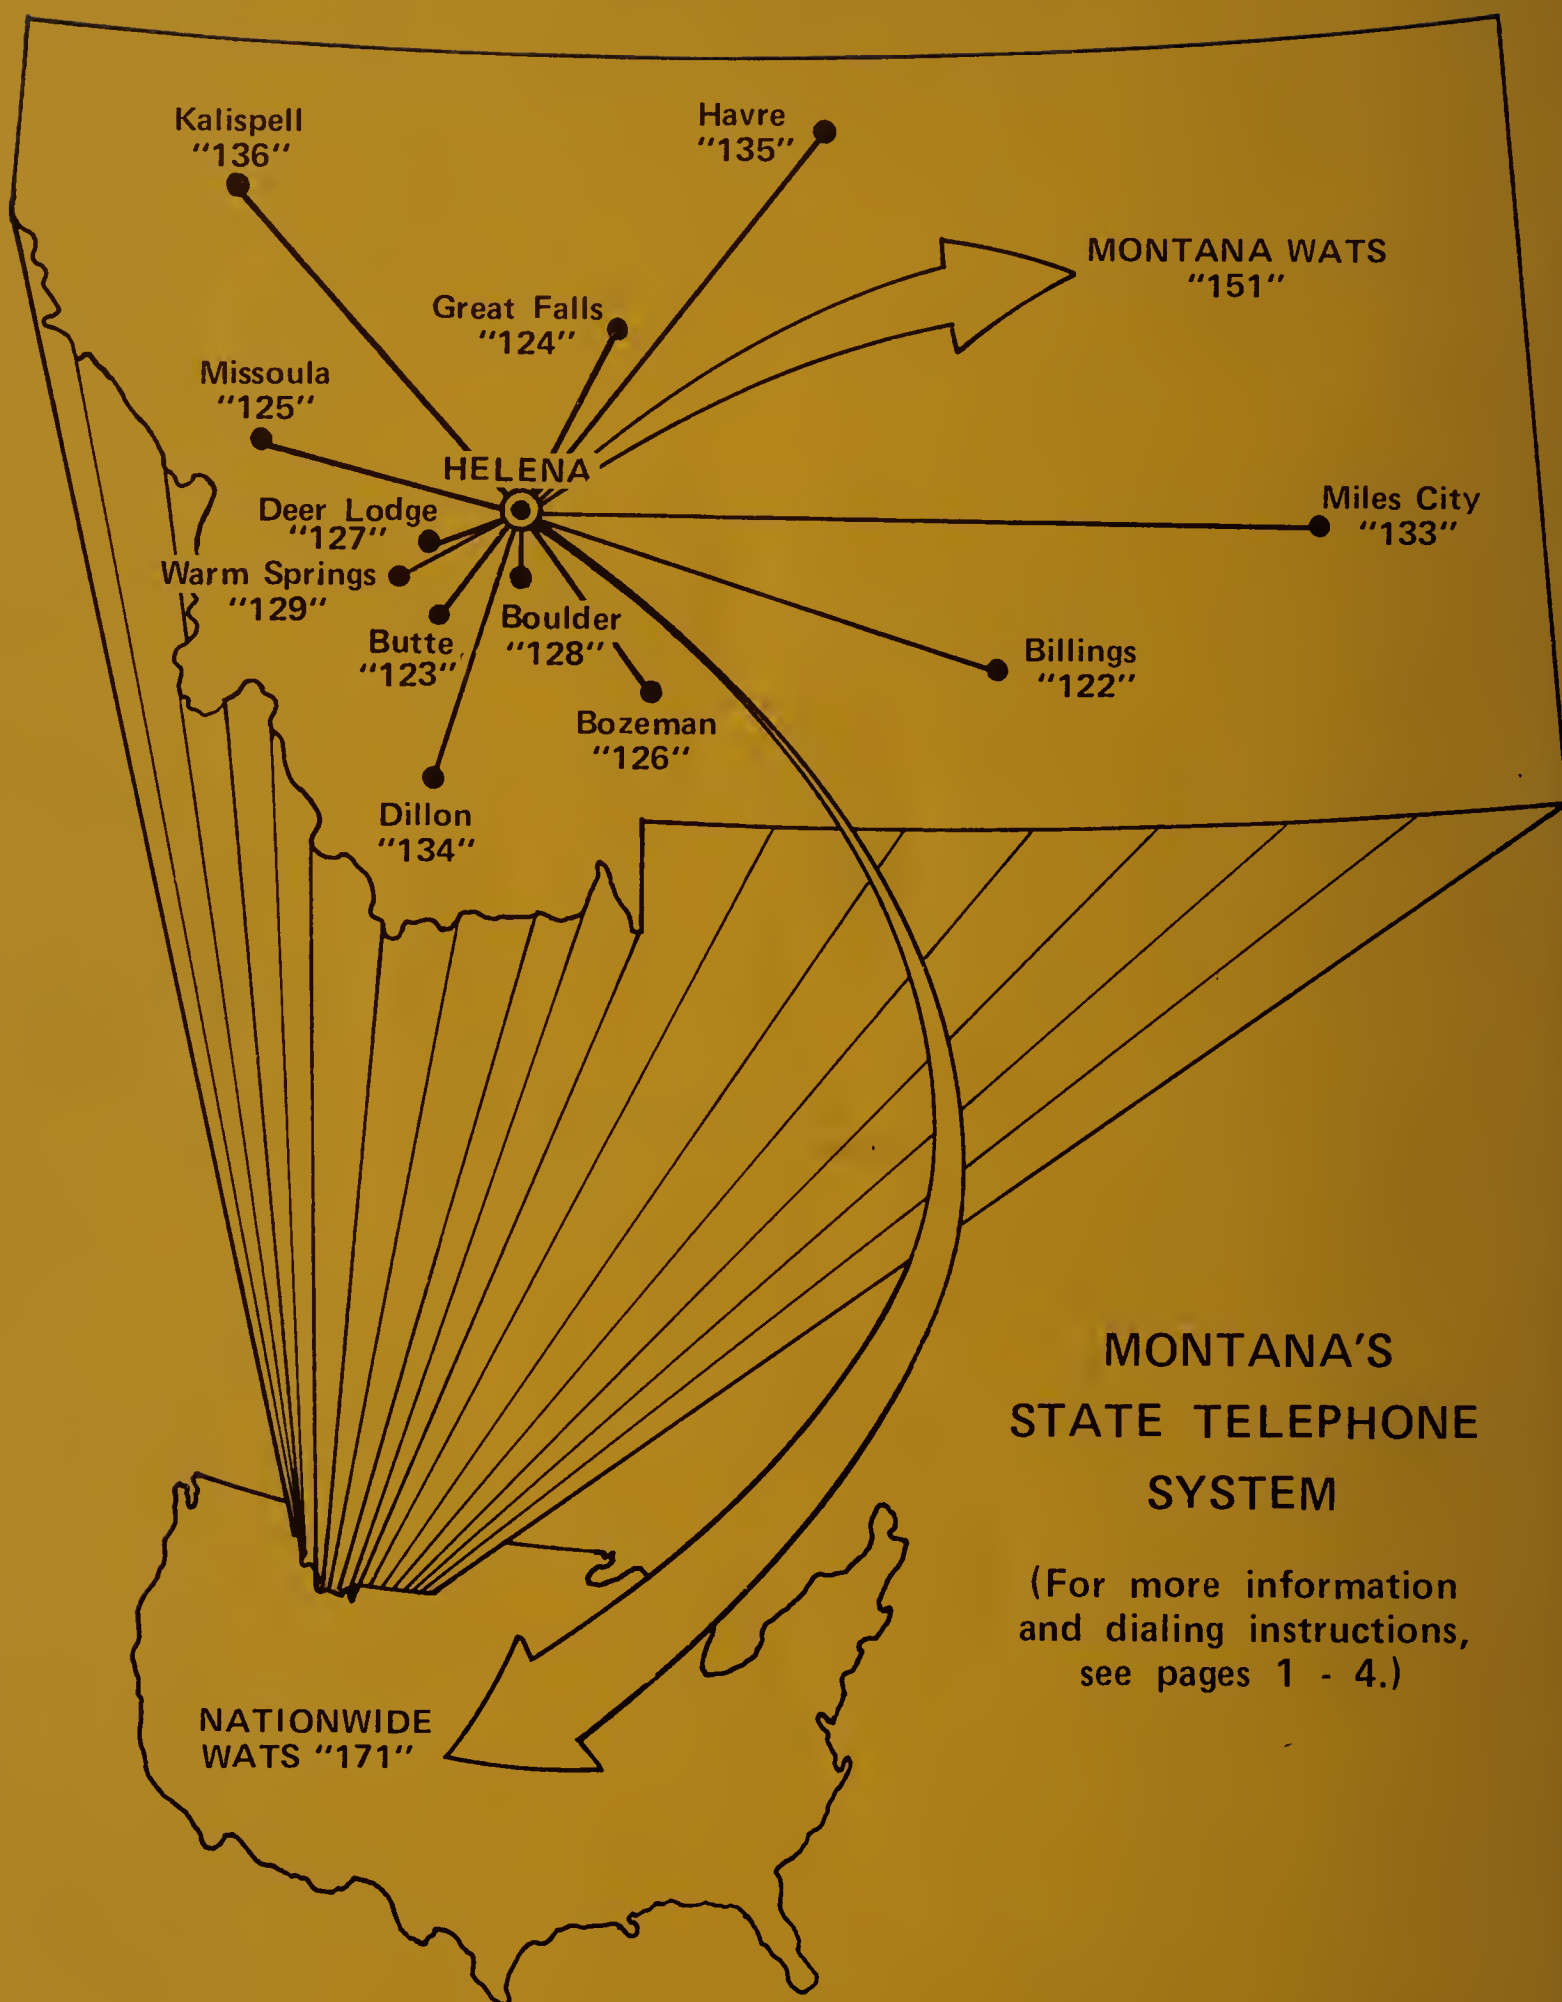 Kalispell
"136"
Havre
"135"
MONTANA WATS
"151"
Great Falls
"124"
Missoula
"125"
HELENA
Deer Lodge
"127"
Miles City
"133"
Warm Springs
"129"
Boulder
"128"
Butte
"123"
Billings
"122"
Bozeman
"126"
Dillon
"134"
MONTANA'S
STATE TELEPHONE
SYSTEM
(For more information
and dialing instructions,
see pages 1 - 4.)
NATIONWIDE
WATS "171"